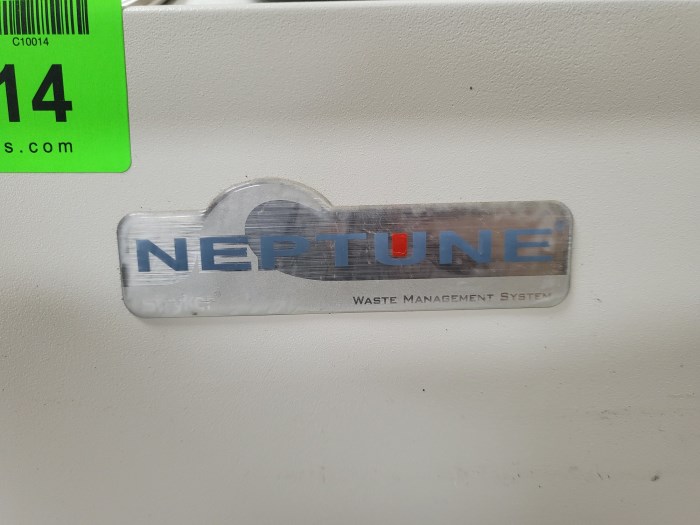 C10014
14
s.com
NEPTUNE
WASTE MANAGEMENT SYSTEM